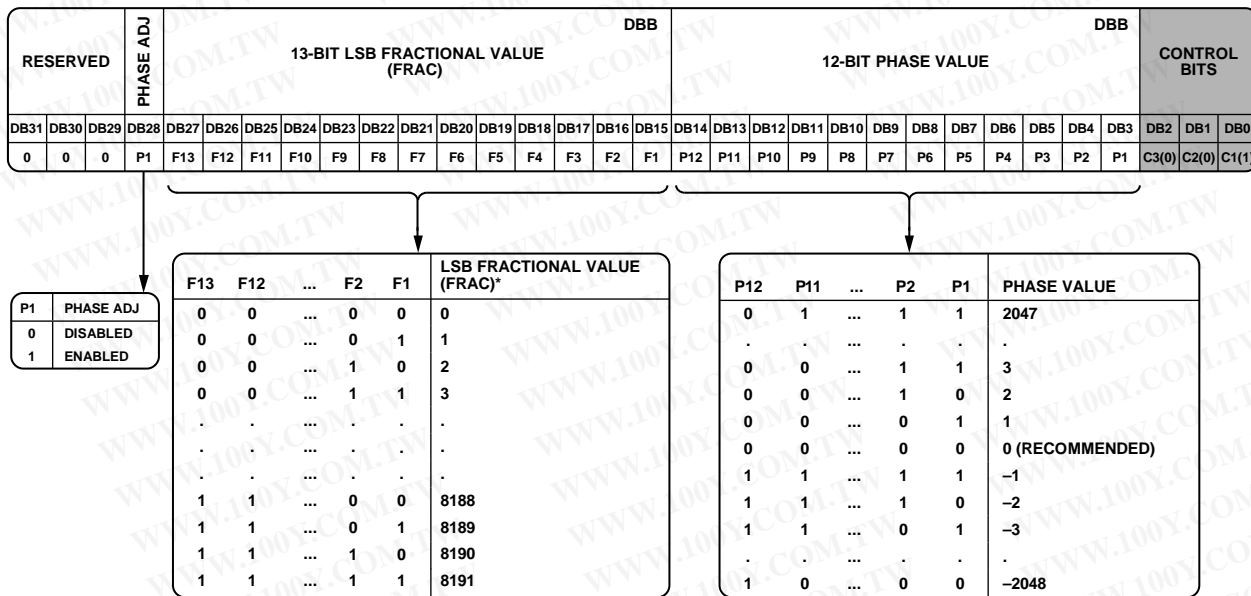 RESERVED
PHASE ADJ
13-BIT LSB FRACTIONAL VALUE
(FRAC)
DBB
12-BIT PHASE VALUE
DBB
CONTROL
BITS
DB31 DB30 DB29 DB28 DB27 DB26 DB25 DB24 DB23 DB22 DB21 DB20 DB19 DB18 DB17 DB16 DB15 DB14 DB13 DB12 DB11 DB10 DB9 DB8 DB7 DB6 DB5 DB4 DB3 DB2 DB1 DB0
0 0 0 P1 F13 F12 F11 F10 F9 F8 F7 F6 F5 F4 F3 F2 F1 P12 P11 P10 P9 P8 P7 P6 P5 P4 P3 P2 P1 C3(0) C2(0) C1(1)
P1 PHASE ADJ
0 DISABLED
1 ENABLED
F13 F12 ... F2 F1 LSB FRACTIONAL VALUE (FRAC)*
0 0 ... 0 0 0
0 0 ... 0 1 1
0 0 ... 1 0 2
0 0 ... 1 1 3
. . ... . . .
. . ... . . .
. . ... . . .
1 1 ... 0 0 8188
1 1 ... 0 1 8189
1 1 ... 1 0 8190
1 1 ... 1 1 8191
P12 P11 ... P2 P1 PHASE VALUE
0 1 ... 1 1 2047
. . ... . . .
0 0 ... 1 1 3
0 0 ... 1 0 2
0 0 ... 0 1 1
0 0 ... 0 0 0 (RECOMMENDED)
1 1 ... 1 1 –1
1 1 ... 1 0 –2
1 1 ... 0 1 –3
. . ... . . .
1 0 ... 0 0 –2048
WWW.100Y.COM.TW